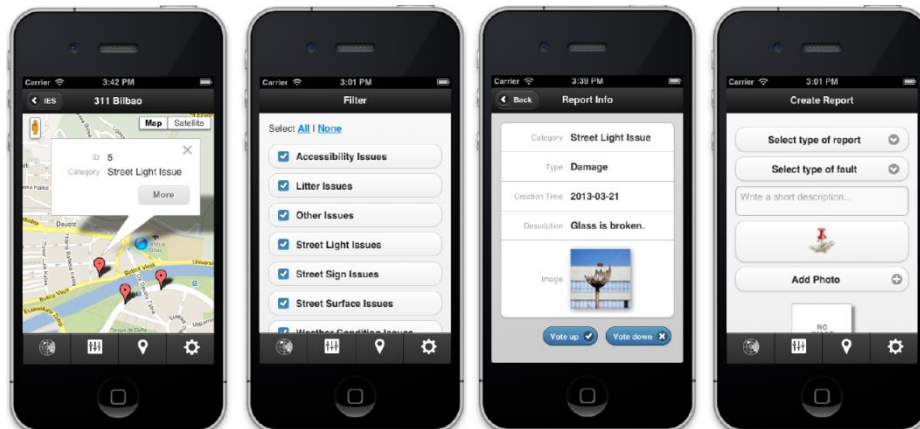 Carrier 3:42 PM
IES 311 Bilbao
Map Satellite
ID 5
Category Street Light Issue
More
Deusto
Carrier 3:01 PM
Filter
Select All | None
Accessibility Issues
Litter Issues
Other Issues
Street Light Issues
Street Sign Issues
Street Surface Issues
Weather Condition Issues
Carrier 3:39 PM
Back Report Info
Category Street Light Issue
Type Damage
Creation Time 2013-03-21
Description Glass is broken.
Image
Vote up Vote down
Carrier 3:01 PM
Create Report
Select type of report
Select type of fault
Write a short description...
Add Photo
NO